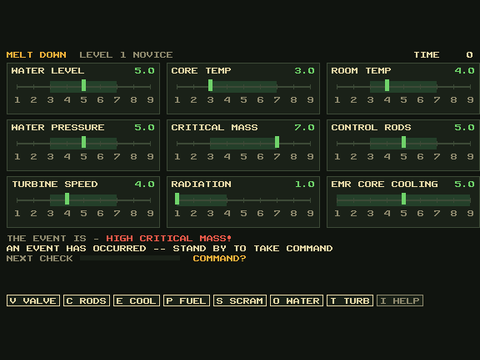 MELT DOWN LEVEL 1 NOVICE TIME 0
WATER LEVEL 5.0 CORE TEMP 3.0 ROOM TEMP 4.0
1 2 3 4 5 6 7 8 9 1 2 3 4 5 6 7 8 9 1 2 3 4 5 6 7 8 9
WATER PRESSURE 5.0 CRITICAL MASS 7.0 CONTROL RODS 5.0
1 2 3 4 5 6 7 8 9 1 2 3 4 5 6 7 8 9 1 2 3 4 5 6 7 8 9
TURBINE SPEED 4.0 RADIATION 1.0 EMR CORE COOLING 5.0
1 2 3 4 5 6 7 8 9 1 2 3 4 5 6 7 8 9 1 2 3 4 5 6 7 8 9
THE EVENT IS - HIGH CRITICAL MASS!
AN EVENT HAS OCCURRED -- STAND BY TO TAKE COMMAND
NEXT CHECK COMMAND?
V VALVE C RODS E COOL P FUEL S SCRAM O WATER T TURB I HELP